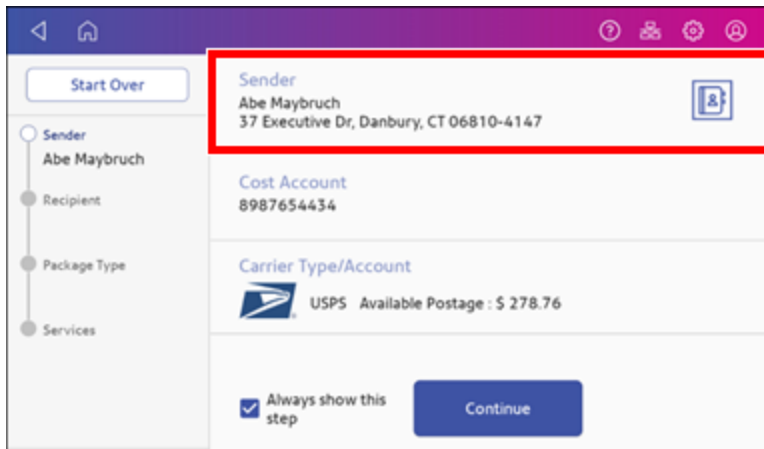 Start Over
Sender
Abe Maybruch
Recipient
Package Type
Services
Sender
Abe Maybruch
37 Executive Dr, Danbury, CT 06810-4147
Cost Account
8987654434
Carrier Type/Account
USPS Available Postage : $ 278.76
Always show this
step
Continue